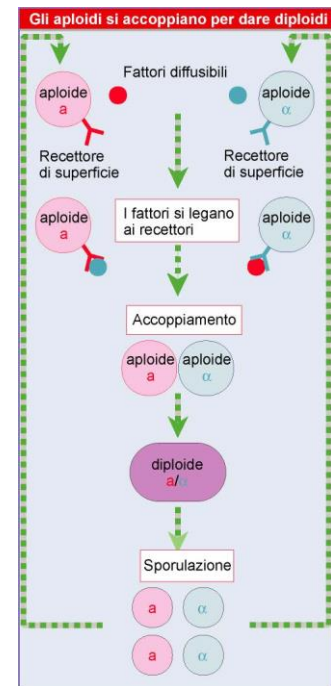 Gli aploidi si accoppiano per dare diploidi
Fattori diffusibili
aploide
a
aploide
α
Recettore
di superficie
Recettore
di superficie
aploide
a
I fattori si legano
ai recettori
aploide
α
Accoppiamento
aploide
a
aploide
α
diploide
a/α
Sporulazione
a
α
a
α